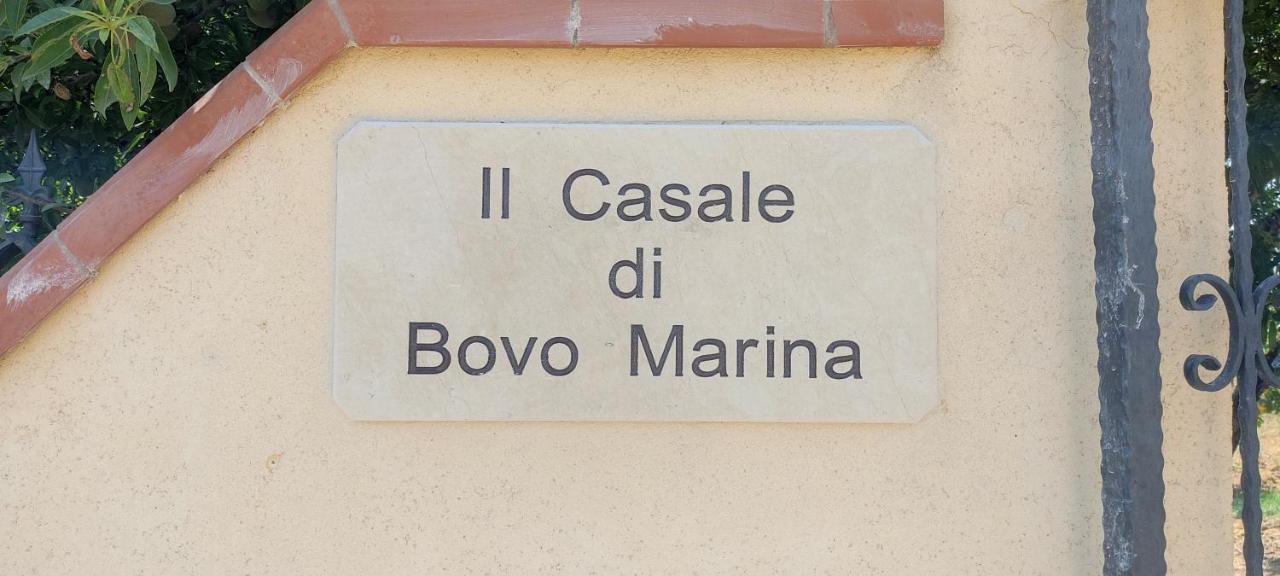 Il Casale
di
Bovo Marina